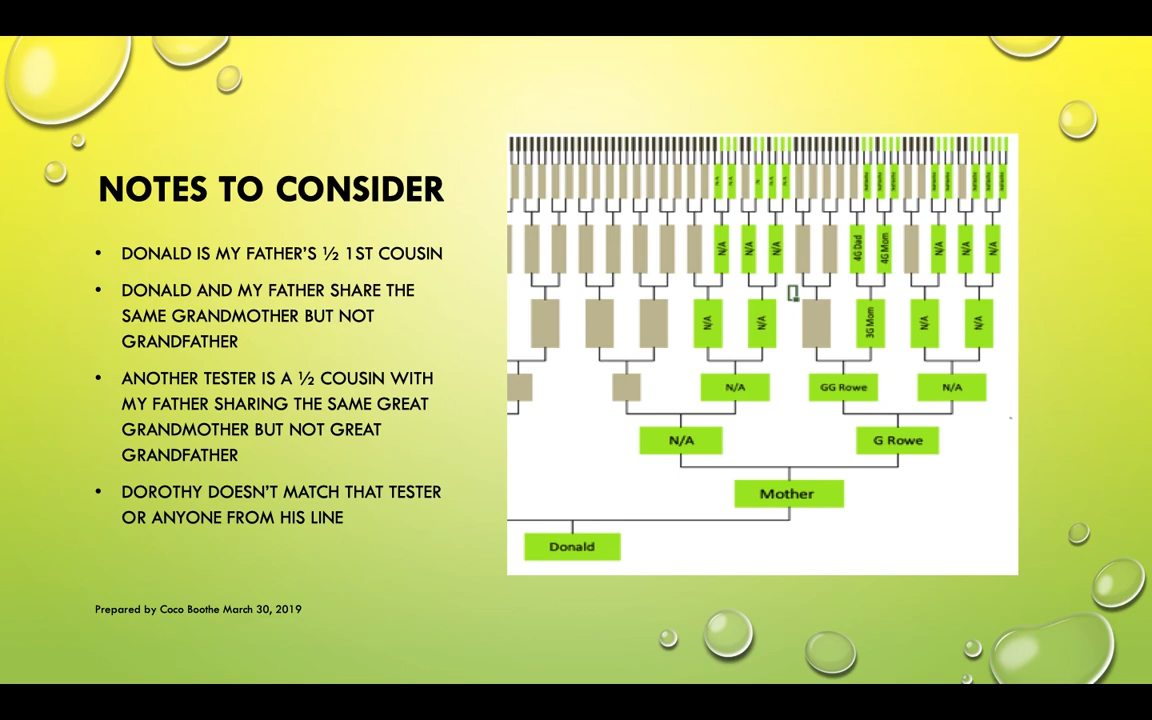 NOTES TO CONSIDER
• DONALD IS MY FATHER'S ½ 1ST COUSIN
• DONALD AND MY FATHER SHARE THE
SAME GRANDMOTHER BUT NOT
GRANDFATHER
• ANOTHER TESTER IS A ½ COUSIN WITH
MY FATHER SHARING THE SAME GREAT
GRANDMOTHER BUT NOT GREAT
GRANDFATHER
• DOROTHY DOESN'T MATCH THAT TESTER
OR ANYONE FROM HIS LINE
Prepared by Coco Boothe March 30, 2019
N/A N/A N/A 4G Dad 4G Mom N/A N/A N/A
N/A N/A 3G Mom N/A N/A
N/A GG Rowe N/A
N/A G Rowe
Mother
Donald